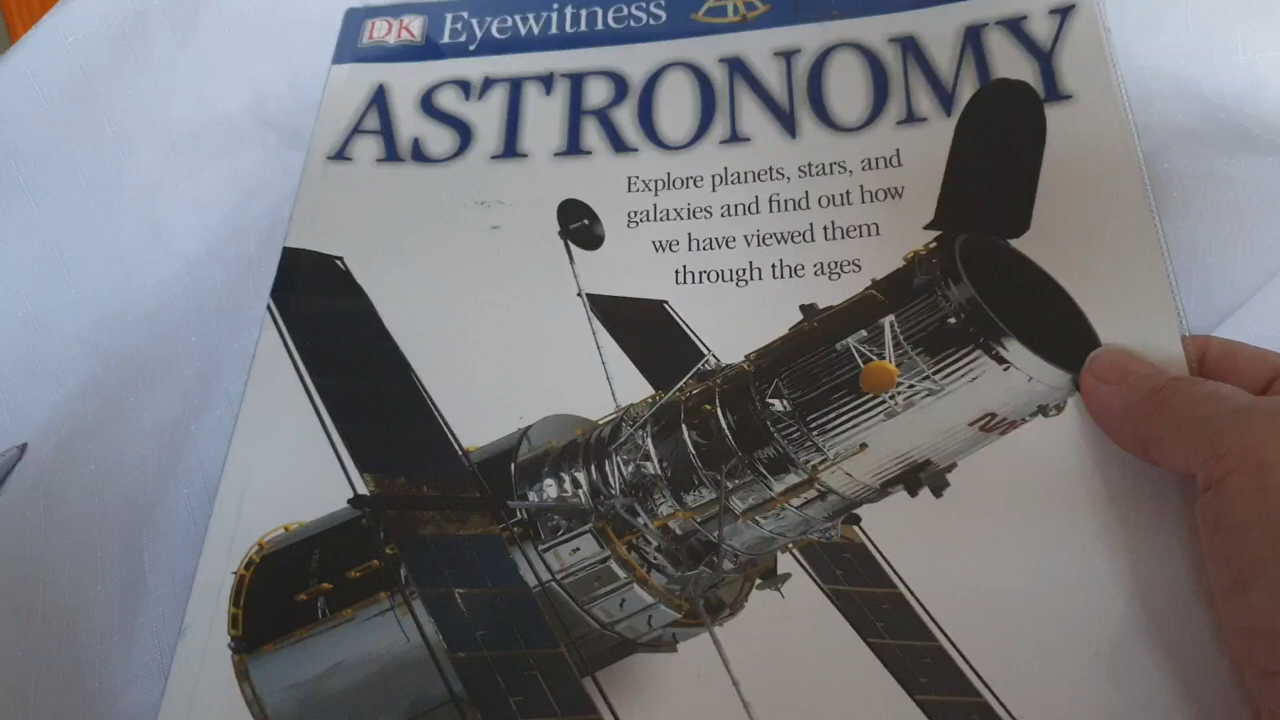 DK Eyewitness
ASTRONOMY
Explore planets, stars, and
galaxies and find out how
we have viewed them
through the ages